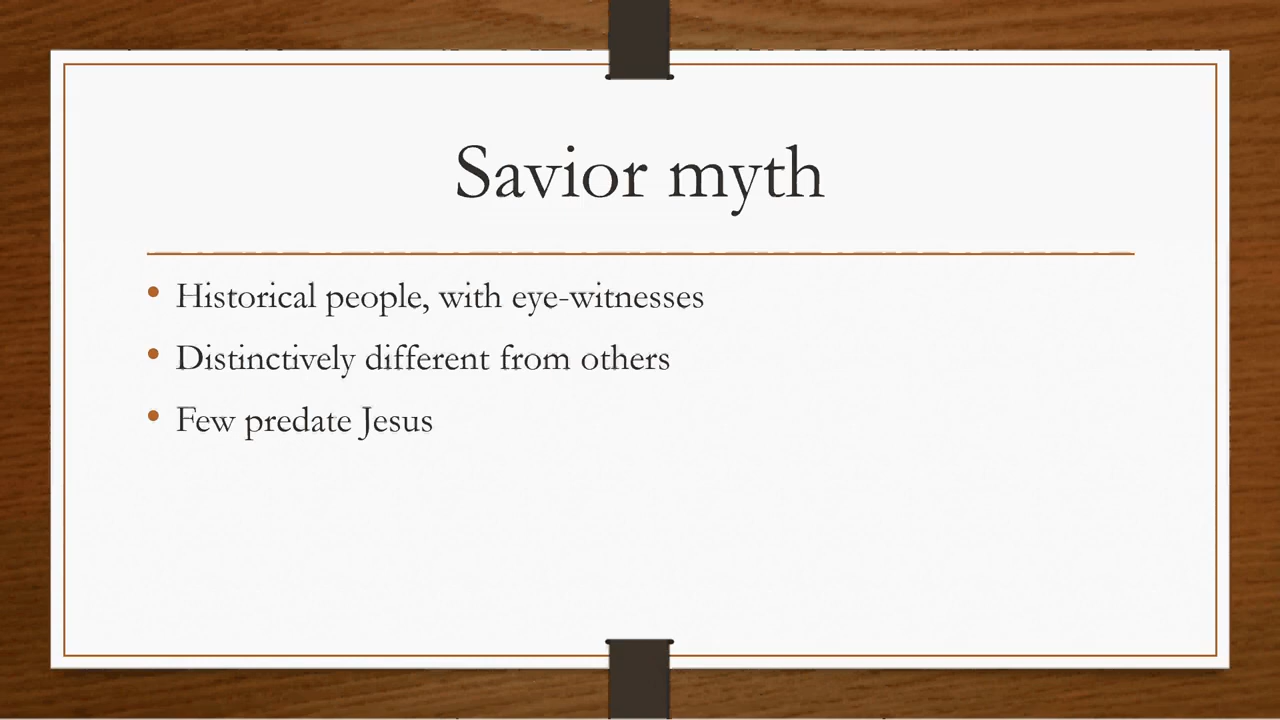 Savior myth
• Historical people, with eye-witnesses
• Distinctively different from others
• Few predate Jesus